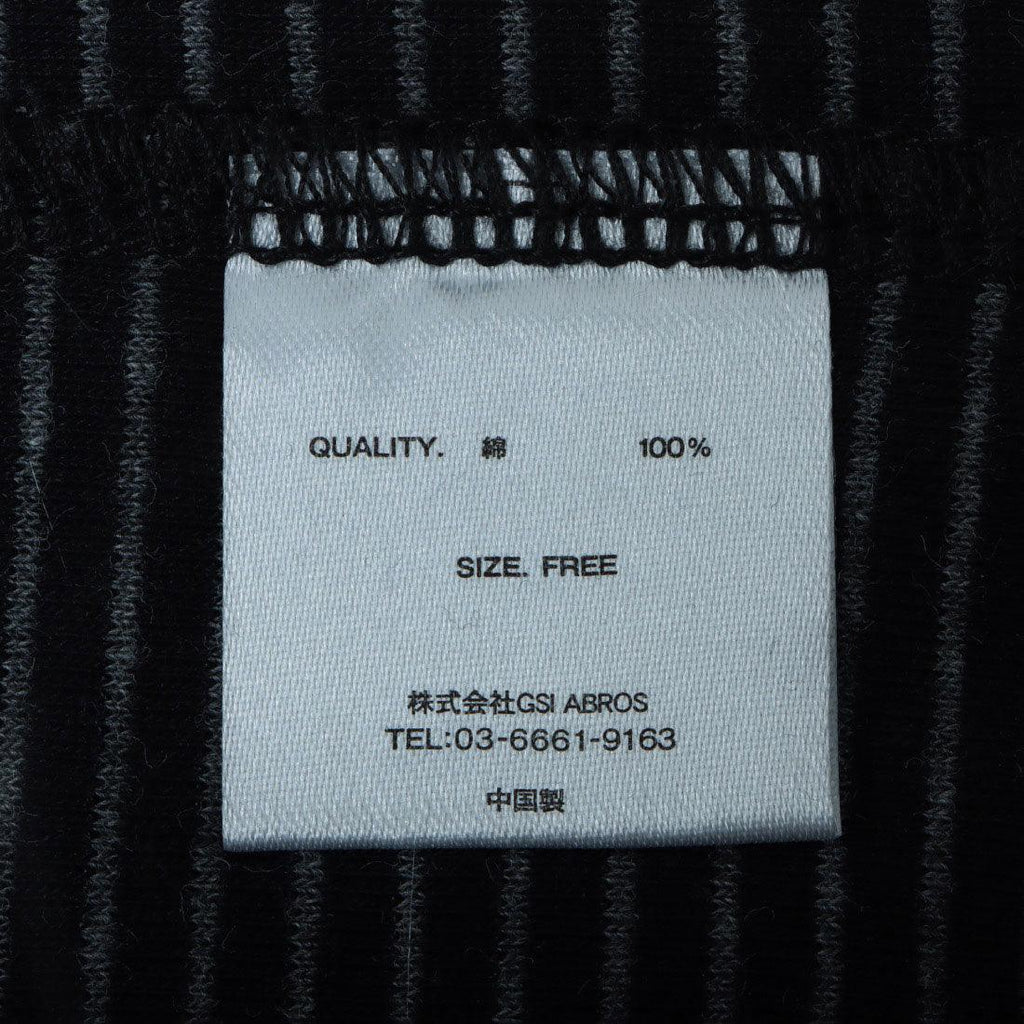 QUALITY. 綿 100%
SIZE. FREE
株式会社GSI ABROS
TEL:03-6661-9163
中国製